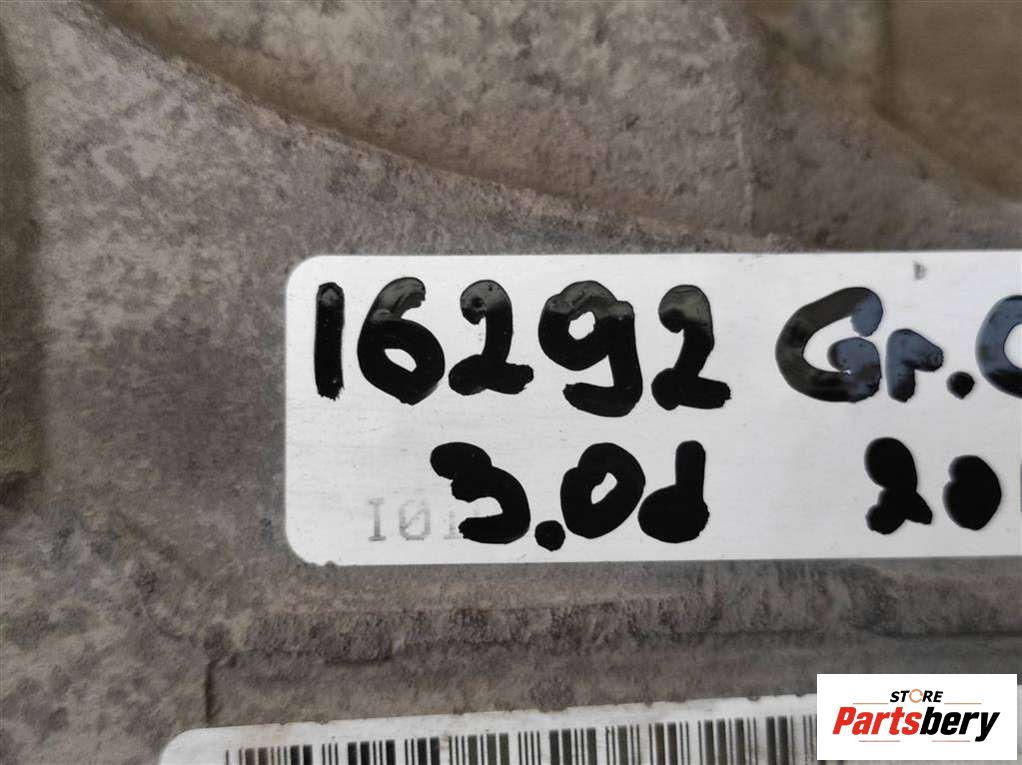 16292 Gr.
3.0d 20
I01
STORE
Partsbery